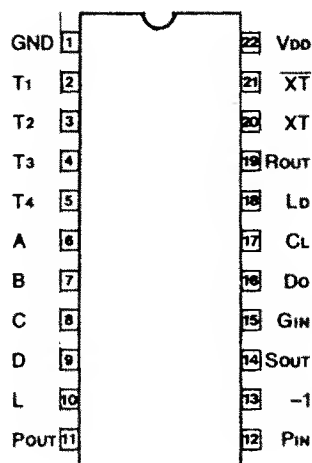 GND 1 22 VDD
T1 2 21 X̅T̅
T2 3 20 XT
T3 4 19 ROUT
T4 5 18 LD
A 6 17 CL
B 7 16 DO
C 8 15 GIN
D 9 14 SOUT
L 10 13 -1
POUT 11 12 PIN